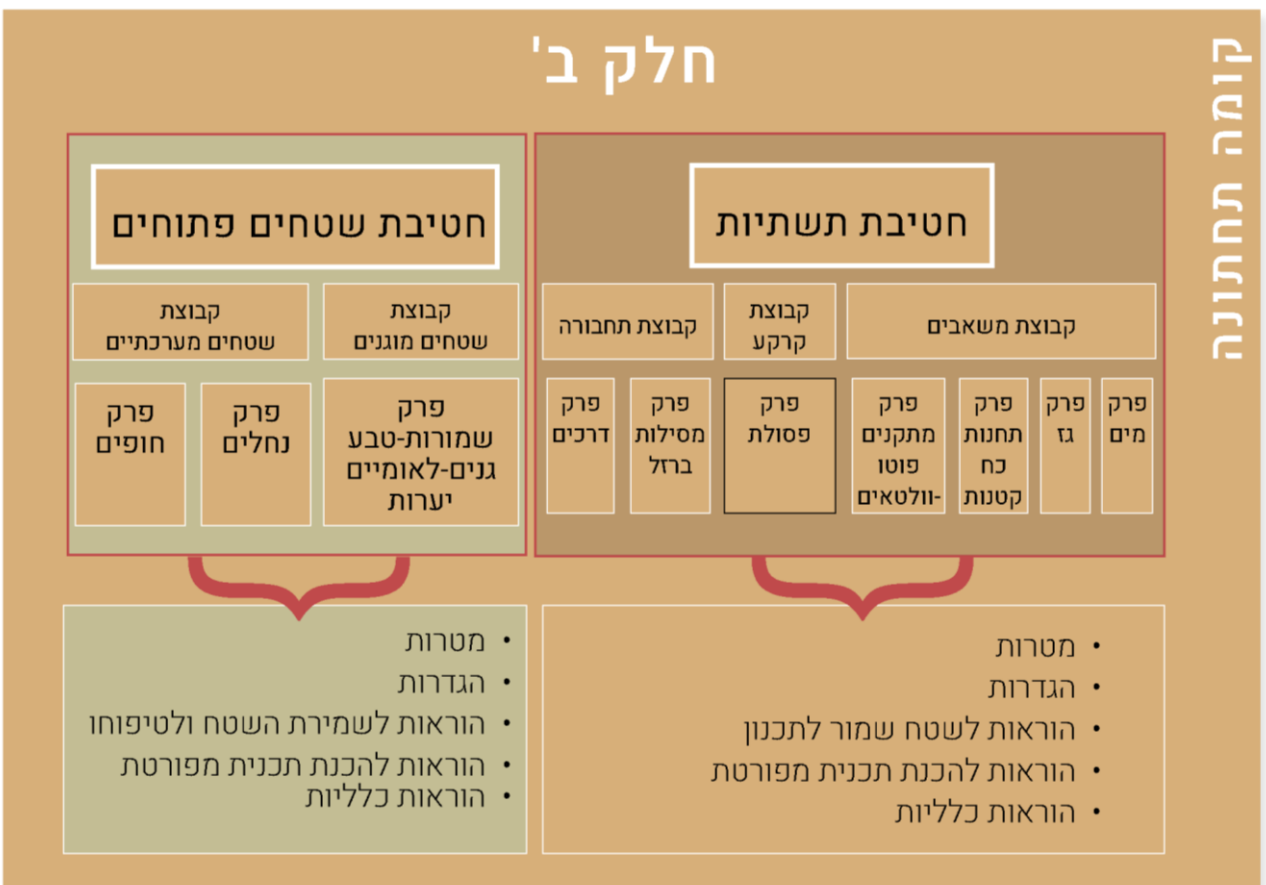 חלק ב'
קומה תחתונה
חטיבת תשתיות
קבוצת משאבים
קבוצת
קרקע
קבוצת תחבורה
פרק
מים
פרק
גז
פרק
תחנות
כח
קטנות
פרק
מתקנים
פוטו
-וולטאים
פרק
פסולת
פרק
מסילות
ברזל
פרק
דרכים
• מטרות
• הגדרות
• הוראות לשטח שמור לתכנון
• הוראות להכנת תכנית מפורטת
• הוראות כלליות
חטיבת שטחים פתוחים
קבוצת
שטחים מוגנים
קבוצת
שטחים מערכתיים
פרק
שמורות-טבע
גנים-לאומיים
יערות
פרק
נחלים
פרק
חופים
• מטרות
• הגדרות
• הוראות לשמירת השטח ולטיפוחו
• הוראות להכנת תכנית מפורטת
• הוראות כלליות